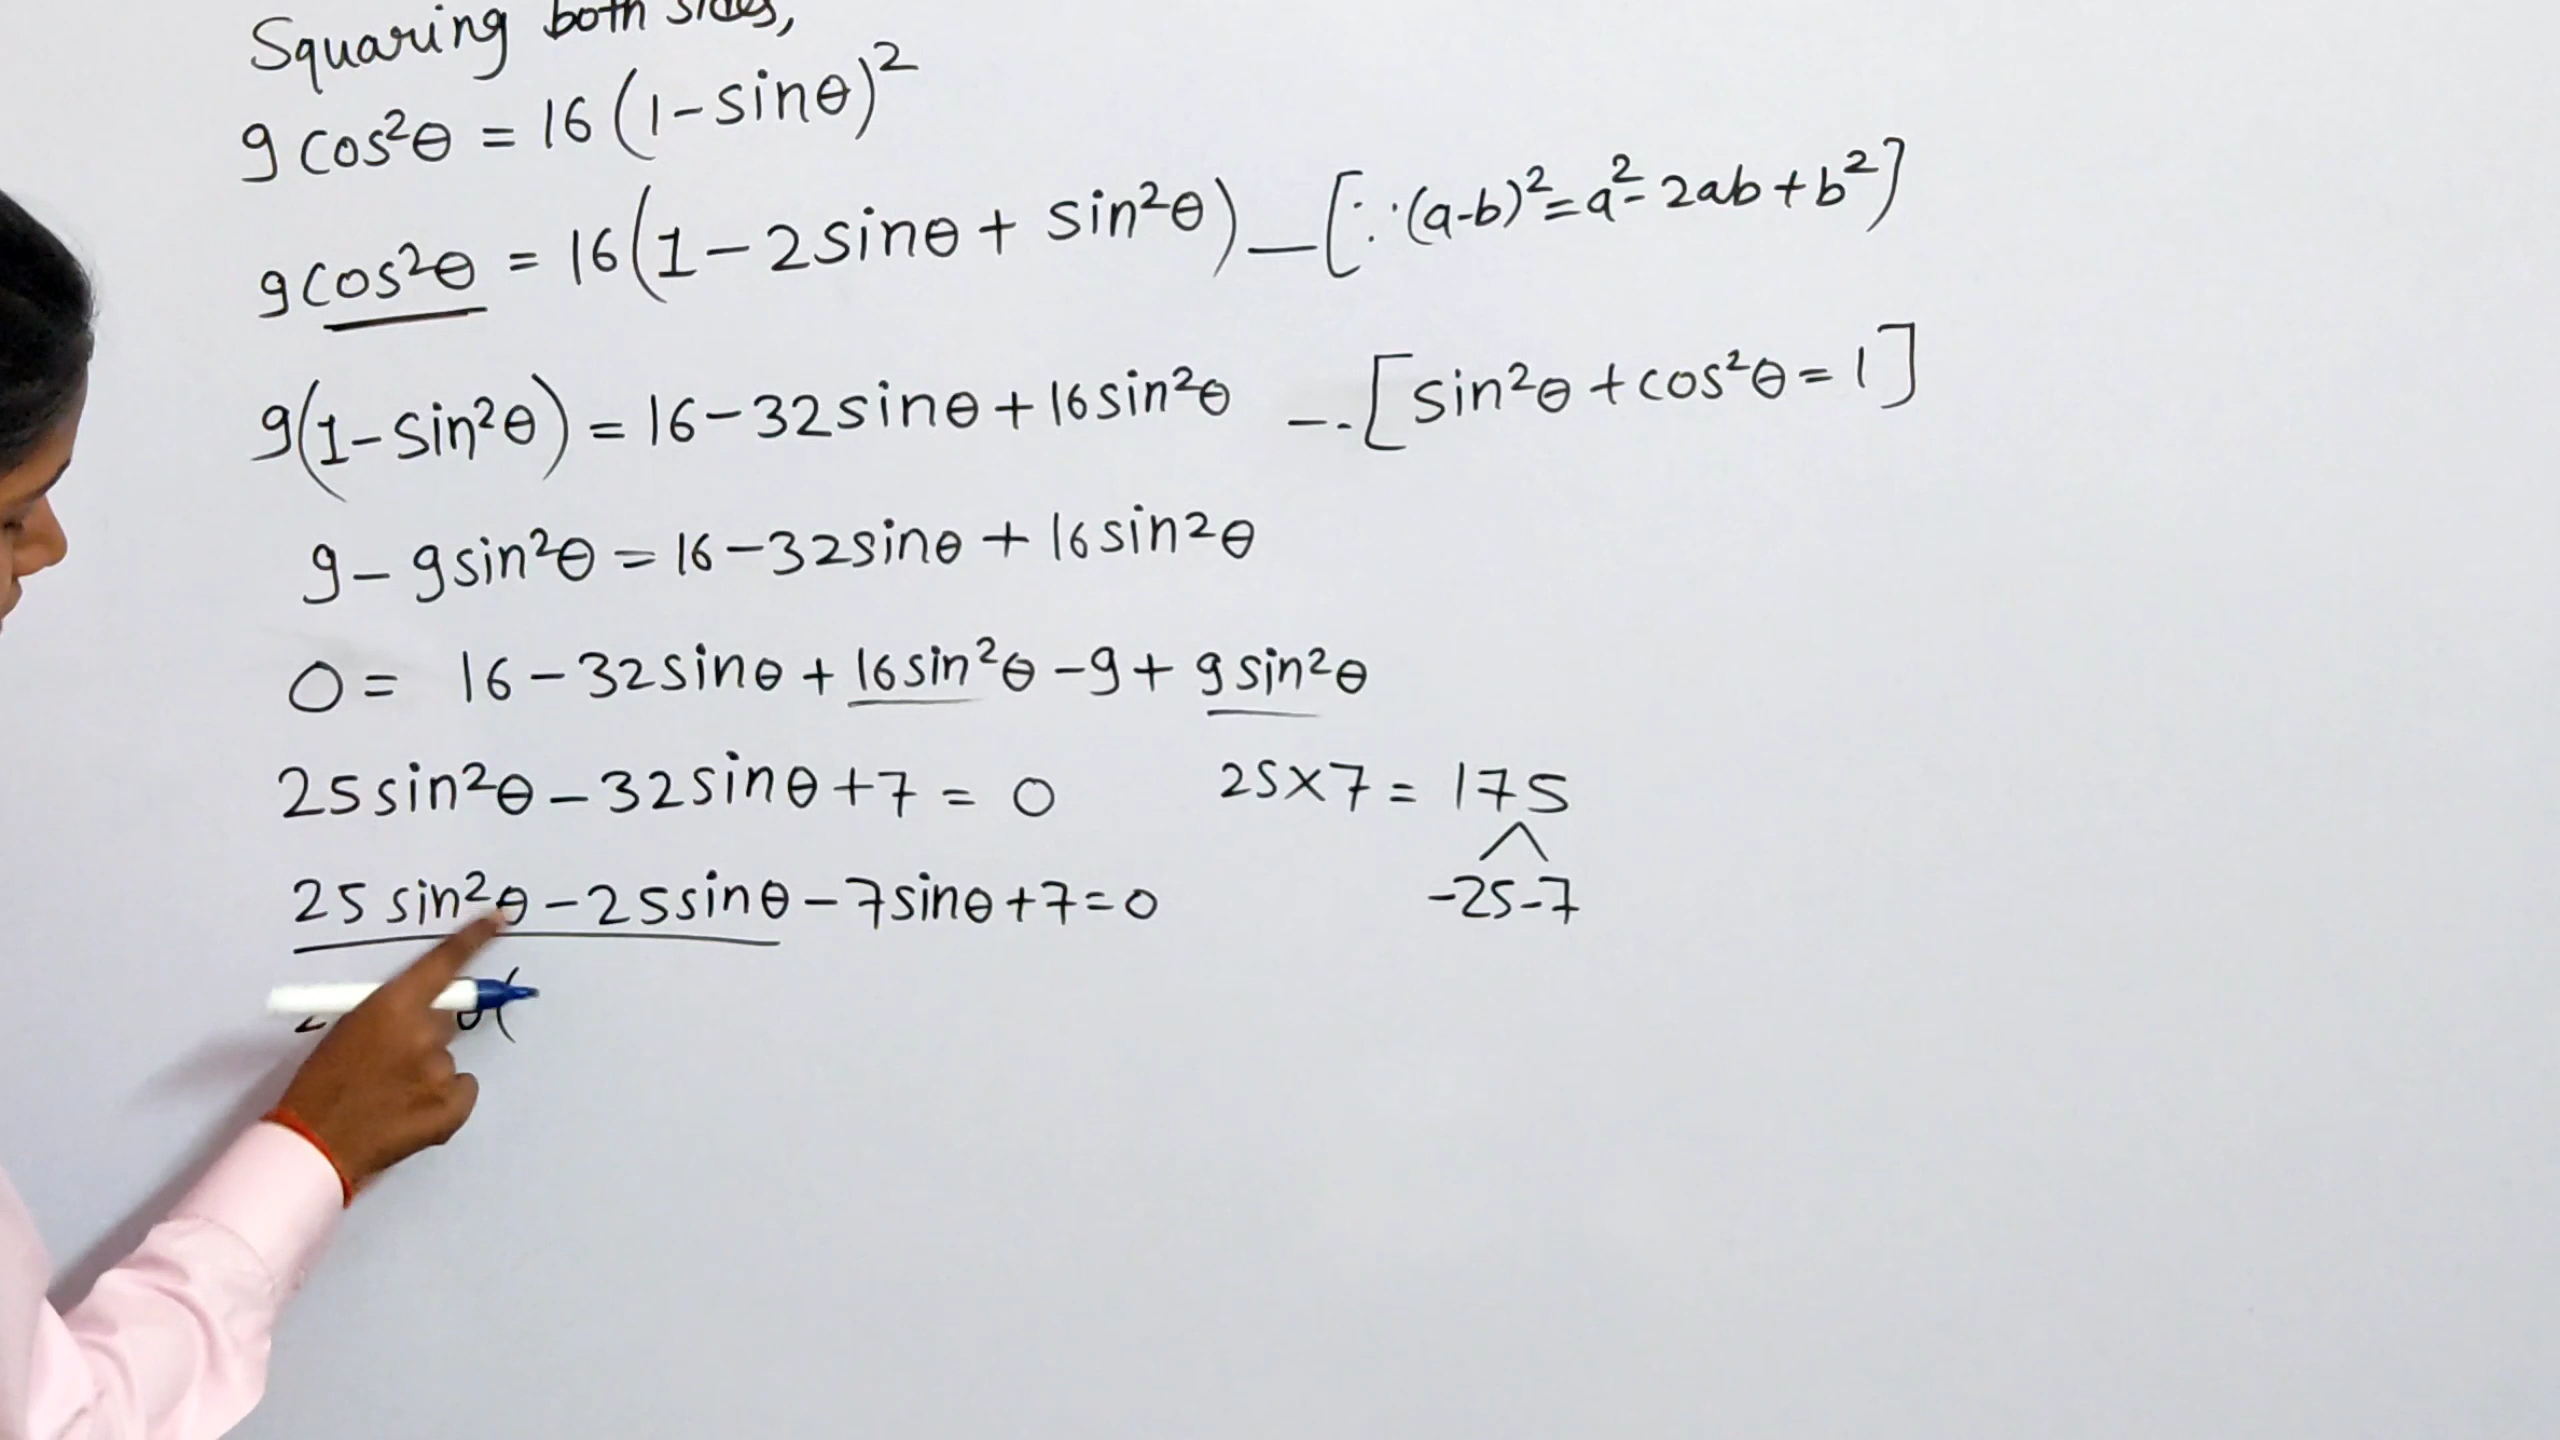 Squaring both sides,
9 cos²θ = 16 (1-sinθ)²
9cos²θ = 16(1-2sinθ + sin²θ) — [∵ (a-b)² = a² - 2ab + b²]
9(1-sin²θ) = 16-32sinθ+16sin²θ --. [sin²θ + cos²θ = 1]
9 - 9sin²θ = 16-32sinθ + 16sin²θ
0 = 16-32sinθ + 16sin²θ - 9 + 9sin²θ
25sin²θ - 32sinθ + 7 = 0 25×7 = 175
25 sin²θ - 25sinθ - 7sinθ + 7 = 0 -25-7